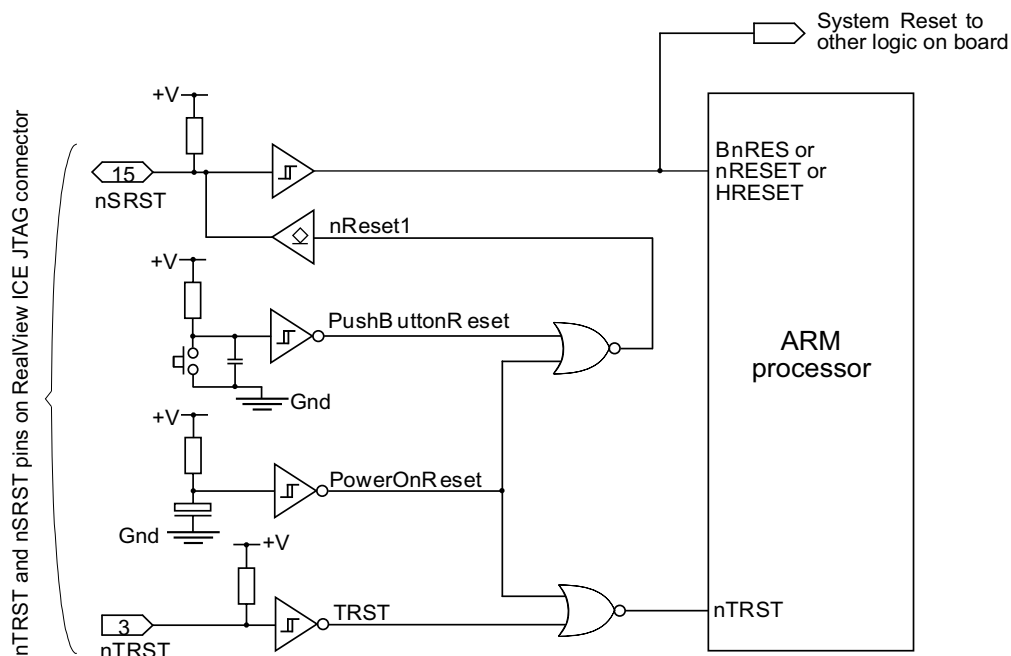 System Reset to
other logic on board
+V
15
nSRST
BnRES or
nRESET or
HRESET
nReset1
+V
PushButtonReset
ARM
processor
Gnd
+V
PowerOnReset
Gnd
+V
TRST
nTRST
3
nTRST
nTRST and nSRST pins on RealView ICE JTAG connector